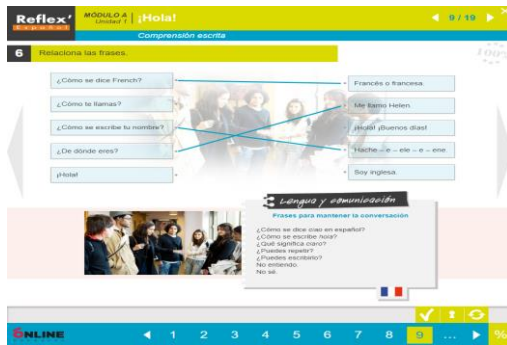 Reflex'
Español
MÓDULO A
Unidad 1
¡Hola!
9 / 19
Comprensión escrita
6 Relaciona las frases.
100%
¿Cómo se dice French?
Francés o francesa.
¿Cómo te llamas?
Me llamo Helen.
¿Cómo se escribe tu nombre?
¡Hola! ¡Buenos días!
¿De dónde eres?
Hache – e – ele – e – ene.
¡Hola!
Soy inglesa.
Lengua y comunicación
Frases para mantener la conversación
¿Cómo se dice ciao en español?
¿Cómo se escribe hola?
¿Qué significa claro?
¿Puedes repetir?
¿Puedes escribirlo?
No entiendo.
No sé.
6NLINE
1 2 3 4 5 6 7 8 9 ... %